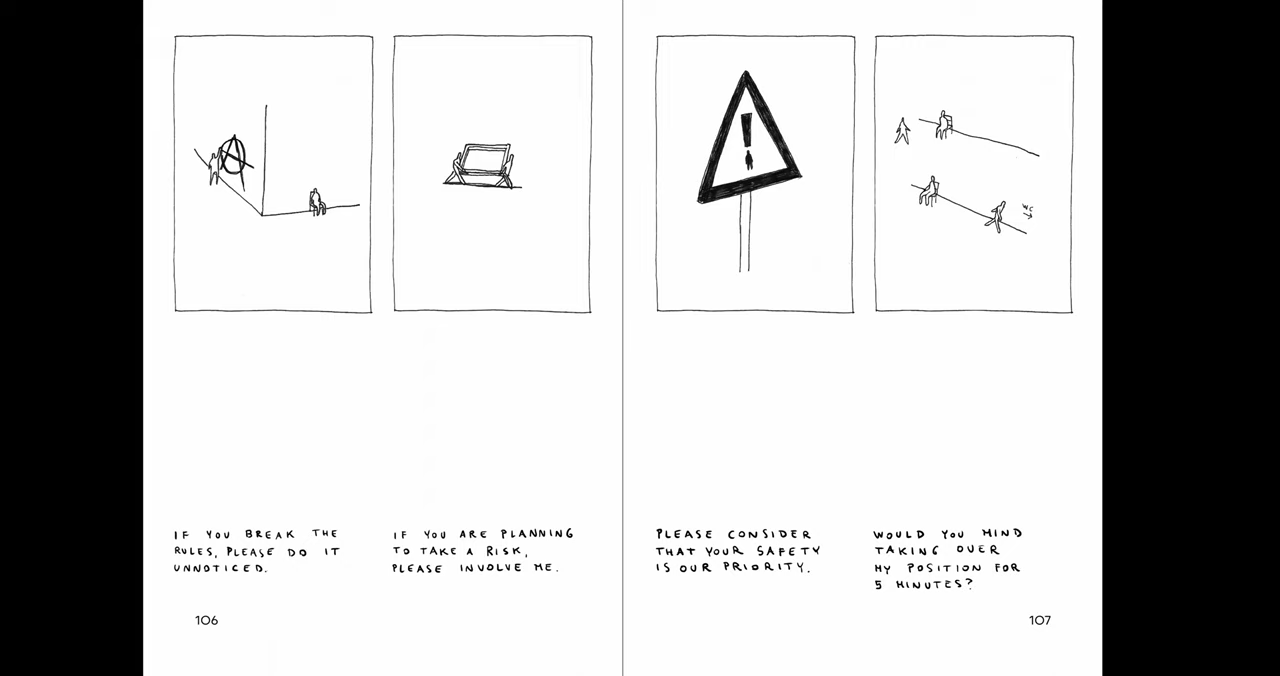 WC
IF YOU BREAK THE
RULES, PLEASE DO IT
UNNOTICED.
IF YOU ARE PLANNING
TO TAKE A RISK,
PLEASE INVOLVE ME.
PLEASE CONSIDER
THAT YOUR SAFETY
IS OUR PRIORITY.
WOULD YOU MIND
TAKING OVER
MY POSITION FOR
5 MINUTES?
106
107